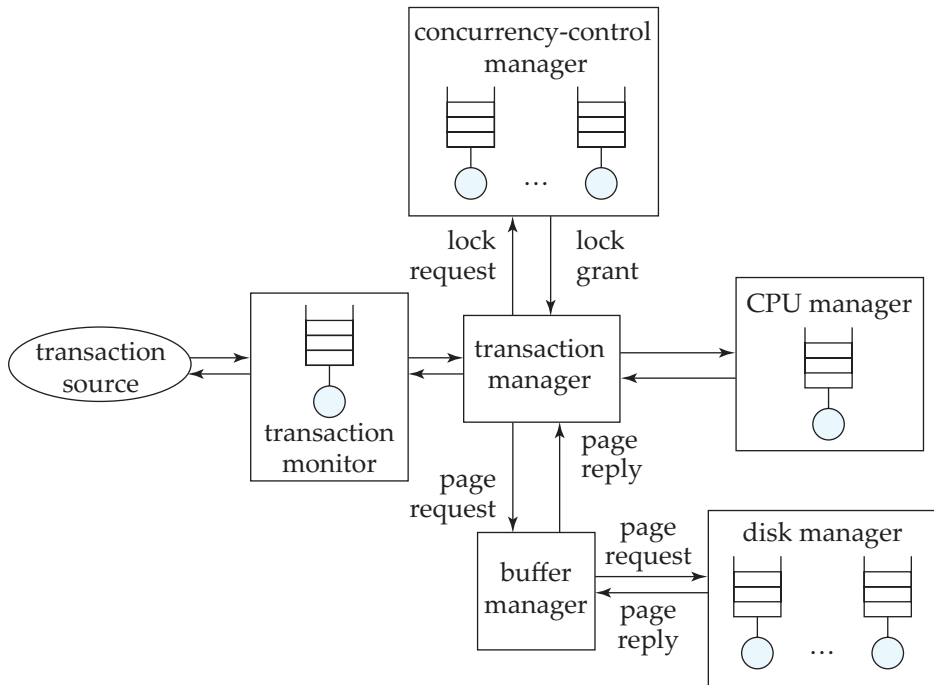 concurrency-control
manager
...
lock
request
lock
grant
CPU manager
transaction
source
transaction
monitor
transaction
manager
page
request
page
reply
buffer
manager
page
request
page
reply
disk manager
...